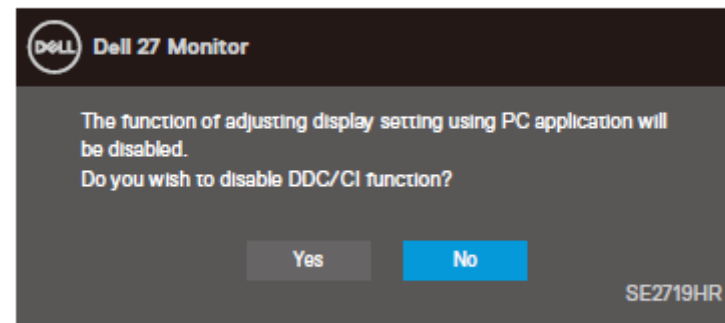 DELL Dell 27 Monitor
The function of adjusting display setting using PC application will
be disabled.
Do you wish to disable DDC/CI function?
Yes No
SE2719HR